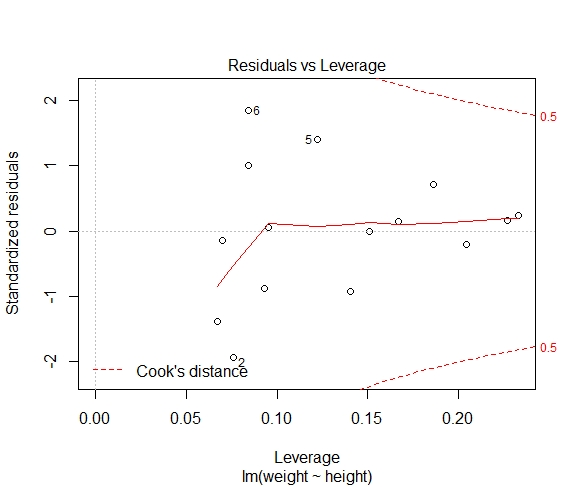 Residuals vs Leverage
Standardized residuals
2
1
0
-1
-2
6
5
2
0.5
0.5
Cook's distance
0.00 0.05 0.10 0.15 0.20
Leverage
lm(weight ~ height)